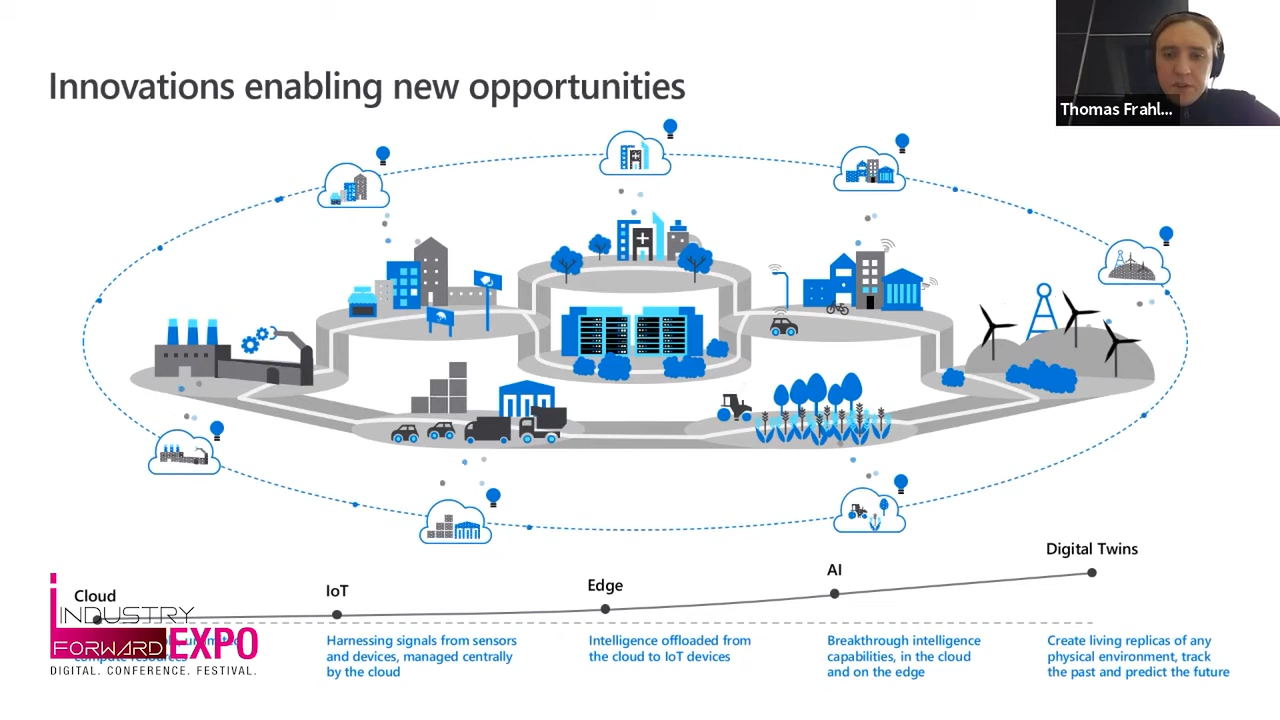 Innovations enabling new opportunities
Thomas Frahl...
Digital Twins
AI
Edge
IoT
Cloud
INDUSTRY
FORWARD EXPO
DIGITAL. CONFERENCE. FESTIVAL.
compute resources
Harnessing signals from sensors
and devices, managed centrally
by the cloud
Intelligence offloaded from
the cloud to IoT devices
Breakthrough intelligence
capabilities, in the cloud
and on the edge
Create living replicas of any
physical environment, track
the past and predict the future